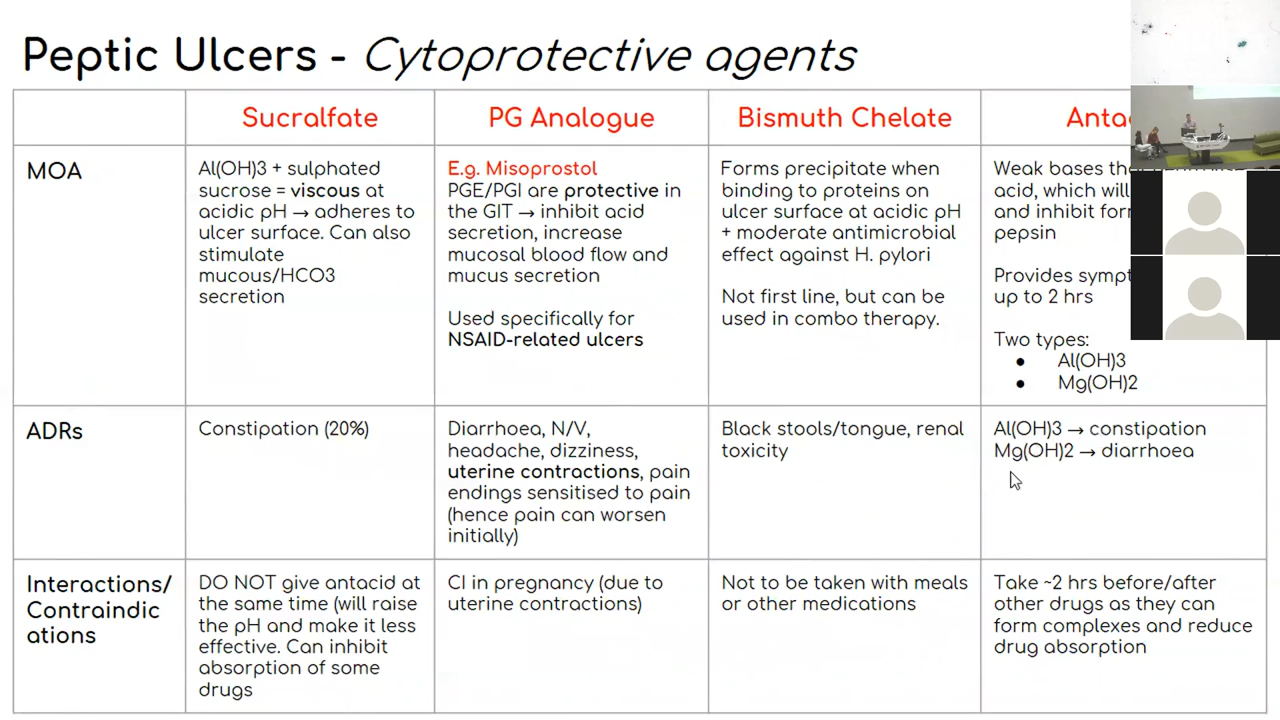 Peptic Ulcers - Cytoprotective agents
Sucralfate
PG Analogue
Bismuth Chelate
MOA
Al(OH)3 + sulphated
sucrose = viscous at
acidic pH → adheres to
ulcer surface. Can also
stimulate
mucous/HCO3
secretion
E.g. Misoprostol
PGE/PGI are protective in
the GIT → inhibit acid
secretion, increase
mucosal blood flow and
mucus secretion
Used specifically for
NSAID-related ulcers
Forms precipitate when
binding to proteins on
ulcer surface at acidic pH
+ moderate antimicrobial
effect against H. pylori
Not first line, but can be
used in combo therapy.
Weak bases
acid, which will
and inhibit
pepsin
Provides
up to 2 hrs
Two types:
● Al(OH)3
● Mg(OH)2
ADRs
Constipation (20%)
Diarrhoea, N/V,
headache, dizziness,
uterine contractions, pain
endings sensitised to pain
(hence pain can worsen
initially)
Black stools/tongue, renal
toxicity
Al(OH)3 → constipation
Mg(OH)2 → diarrhoea
Interactions/
Contraindic
ations
DO NOT give antacid at
the same time (will raise
the pH and make it less
effective. Can inhibit
absorption of some
drugs
CI in pregnancy (due to
uterine contractions)
Not to be taken with meals
or other medications
Take ~2 hrs before/after
other drugs as they can
form complexes and reduce
drug absorption